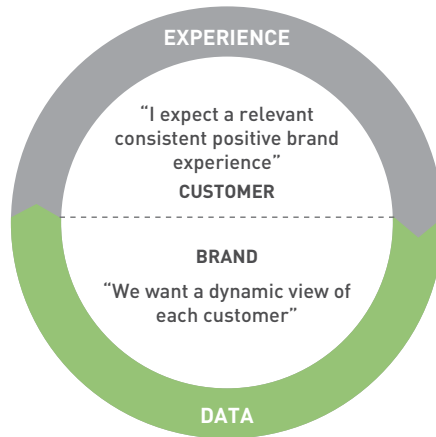 EXPERIENCE
“I expect a relevant
consistent positive brand
experience”
CUSTOMER
BRAND
“We want a dynamic view of
each customer”
DATA